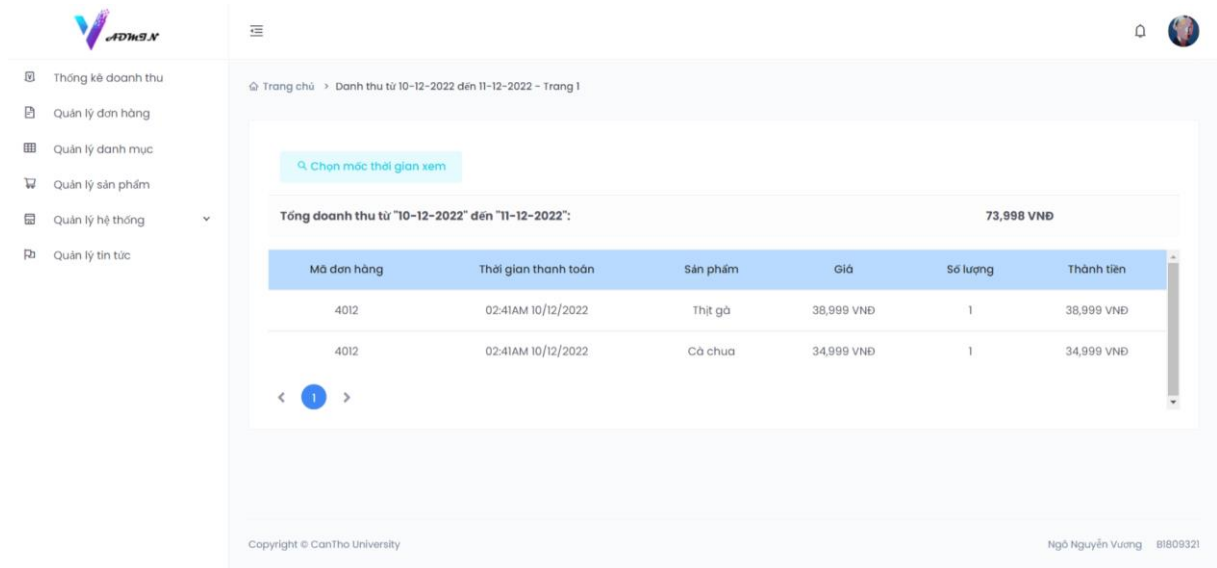 V ADMIN
Thống kê doanh thu
Quản lý đơn hàng
Quản lý danh mục
Quản lý sản phẩm
Quản lý hệ thống
Quản lý tin tức
Trang chủ > Danh thu từ 10-12-2022 đến 11-12-2022 - Trang 1
Chọn mốc thời gian xem
Tổng doanh thu từ "10-12-2022" đến "11-12-2022": 73,998 VNĐ
Mã đơn hàng Thời gian thanh toán Sản phẩm Giá Số lượng Thành tiền
4012 02:41AM 10/12/2022 Thịt gà 38,999 VNĐ 1 38,999 VNĐ
4012 02:41AM 10/12/2022 Cà chua 34,999 VNĐ 1 34,999 VNĐ
< 1 >
Copyright © CanTho University Ngô Nguyễn Vương B1809321